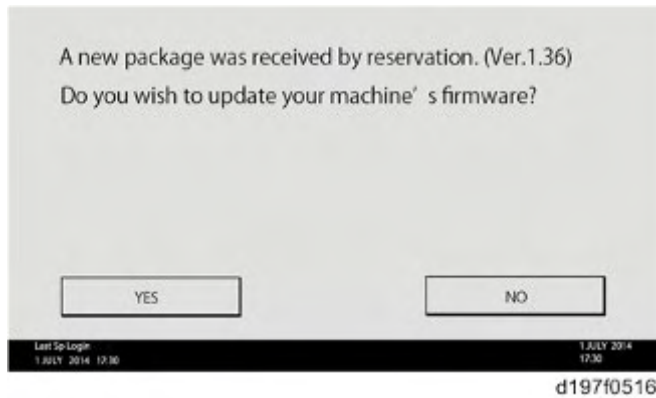 A new package was received by reservation. (Ver.1.36)
Do you wish to update your machine's firmware?
YES
NO
Last Sp Login
1 JULY 2014 17:30
1 JULY 2014
17:30
d197f0516